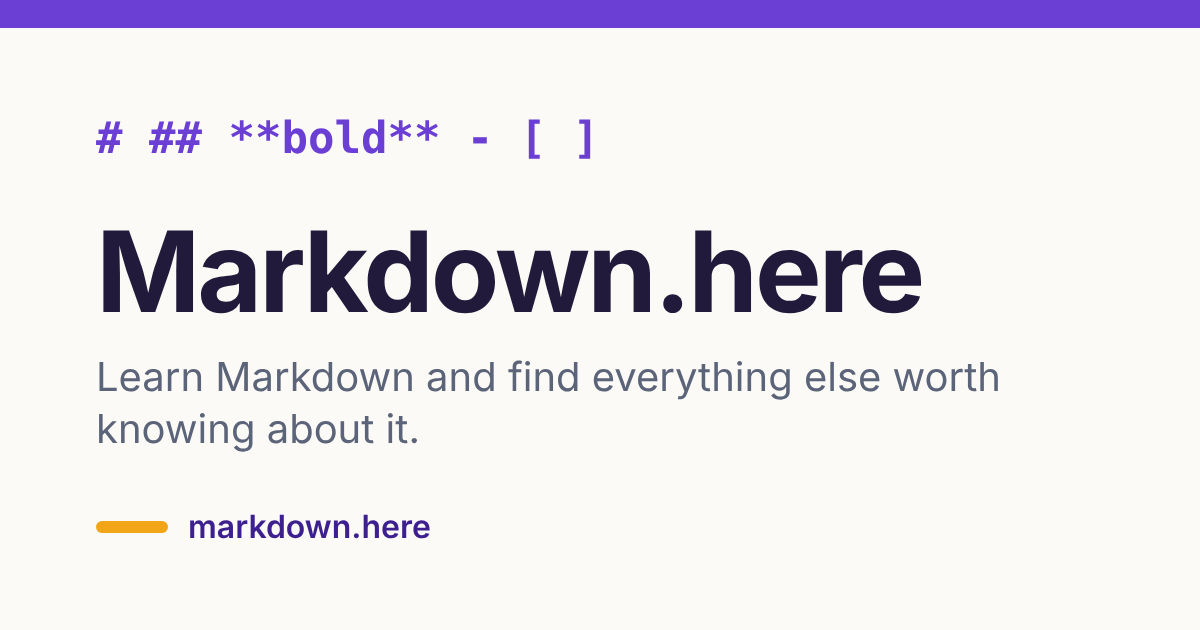 # ## **bold** - [ ]
Markdown.here
Learn Markdown and find everything else worth
knowing about it.
markdown.here